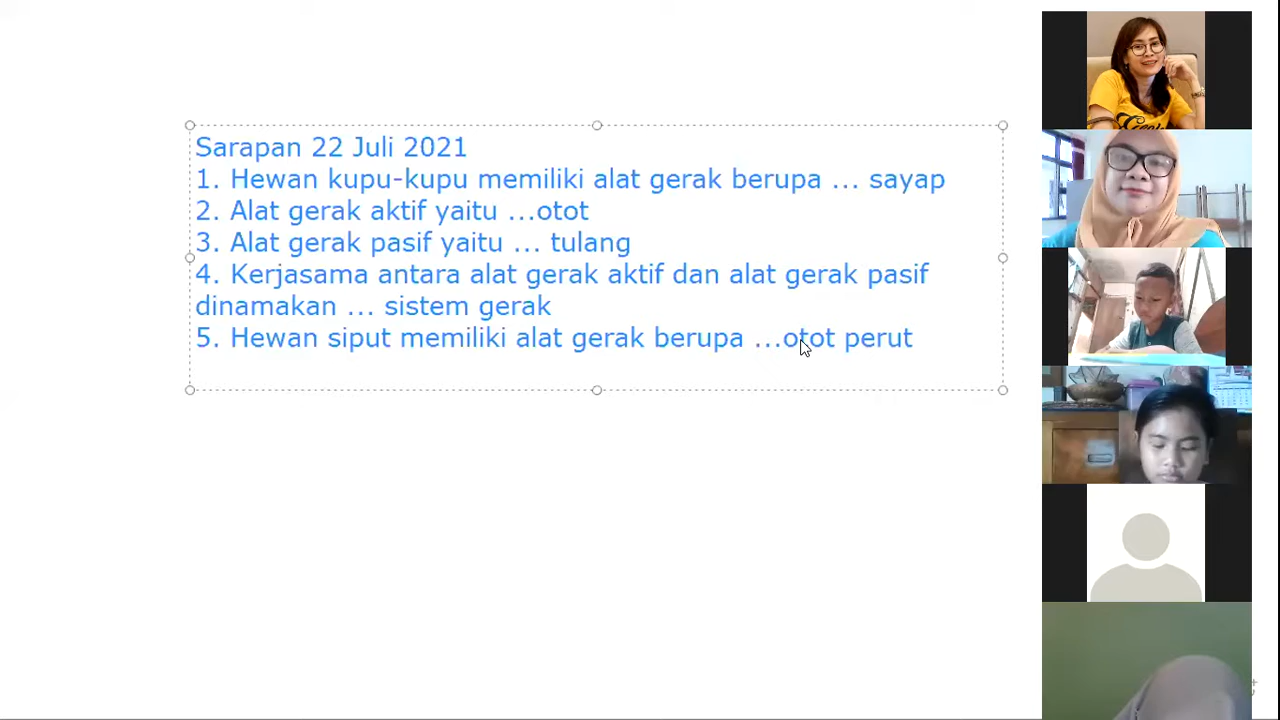 Sarapan 22 Juli 2021
1. Hewan kupu-kupu memiliki alat gerak berupa ... sayap
2. Alat gerak aktif yaitu ...otot
3. Alat gerak pasif yaitu ... tulang
4. Kerjasama antara alat gerak aktif dan alat gerak pasif
dinamakan ... sistem gerak
5. Hewan siput memiliki alat gerak berupa ...otot perut